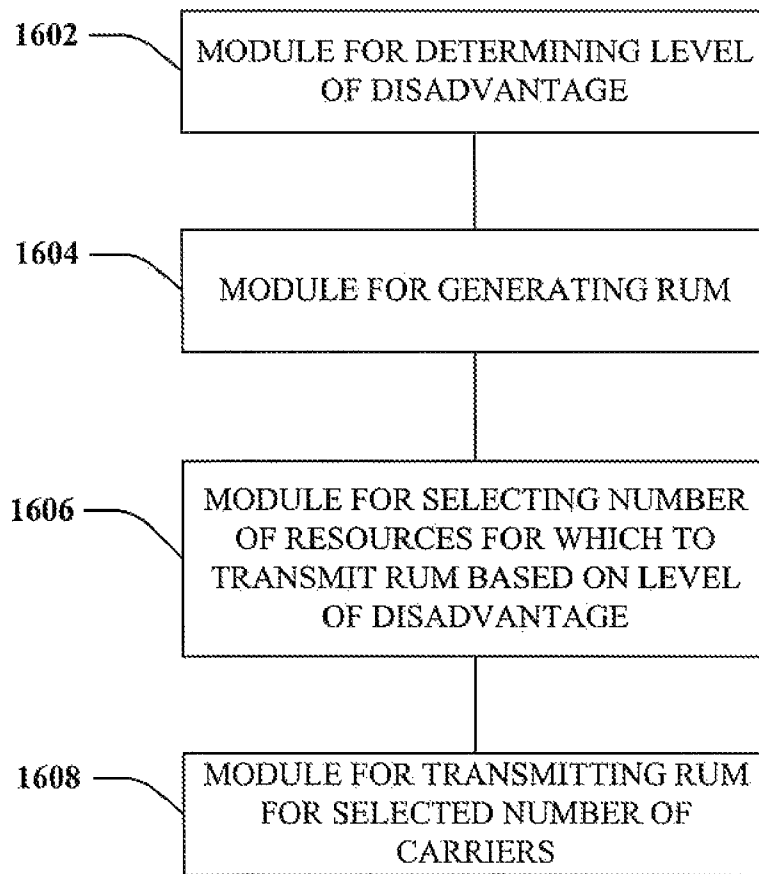 1602
MODULE FOR DETERMINING LEVEL
OF DISADVANTAGE
1604
MODULE FOR GENERATING RUM
1606
MODULE FOR SELECTING NUMBER
OF RESOURCES FOR WHICH TO
TRANSMIT RUM BASED ON LEVEL
OF DISADVANTAGE
1608
MODULE FOR TRANSMITTING RUM
FOR SELECTED NUMBER OF
CARRIERS